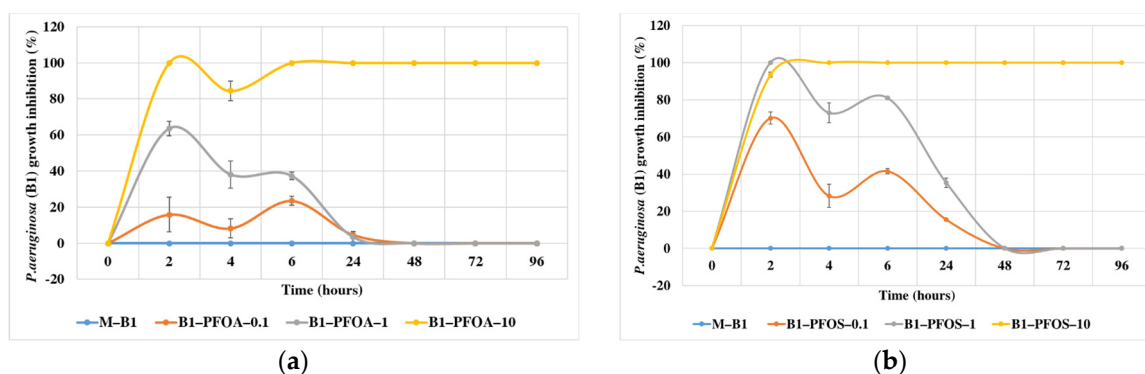 P.aeruginosa (B1) growth inhibition (%)
120
100
80
60
40
20
0
-20
0 2 4 6 24 48 72 96
Time (hours)
M–B1 B1–PFOA–0.1 B1–PFOA–1 B1–PFOA–10
(a)
P.aeruginosa (B1) growth inhibition (%)
120
100
80
60
40
20
0
-20
0 2 4 6 24 48 72 96
Time (hours)
M–B1 B1–PFOS–0.1 B1–PFOS–1 B1–PFOS–10
(b)